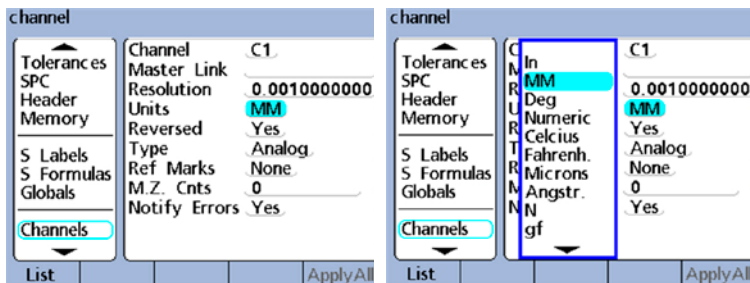 channel
Tolerances
SPC
Header
Memory
S Labels
S Formulas
Globals
Channels
Channel C1
Master Link
Resolution 0.0010000000
Units MM
Reversed Yes
Type Analog
Ref Marks None
M.Z. Cnts 0
Notify Errors Yes
List ApplyAll
channel
Tolerances
SPC
Header
Memory
S Labels
S Formulas
Globals
Channels
In
MM
Deg
Numeric
Celcius
Fahrenh.
Microns
Angstr.
N
gf
C C1
M
R 0.0010000000
U MM
R Yes
T Analog
R None
M 0
N Yes
List ApplyAll